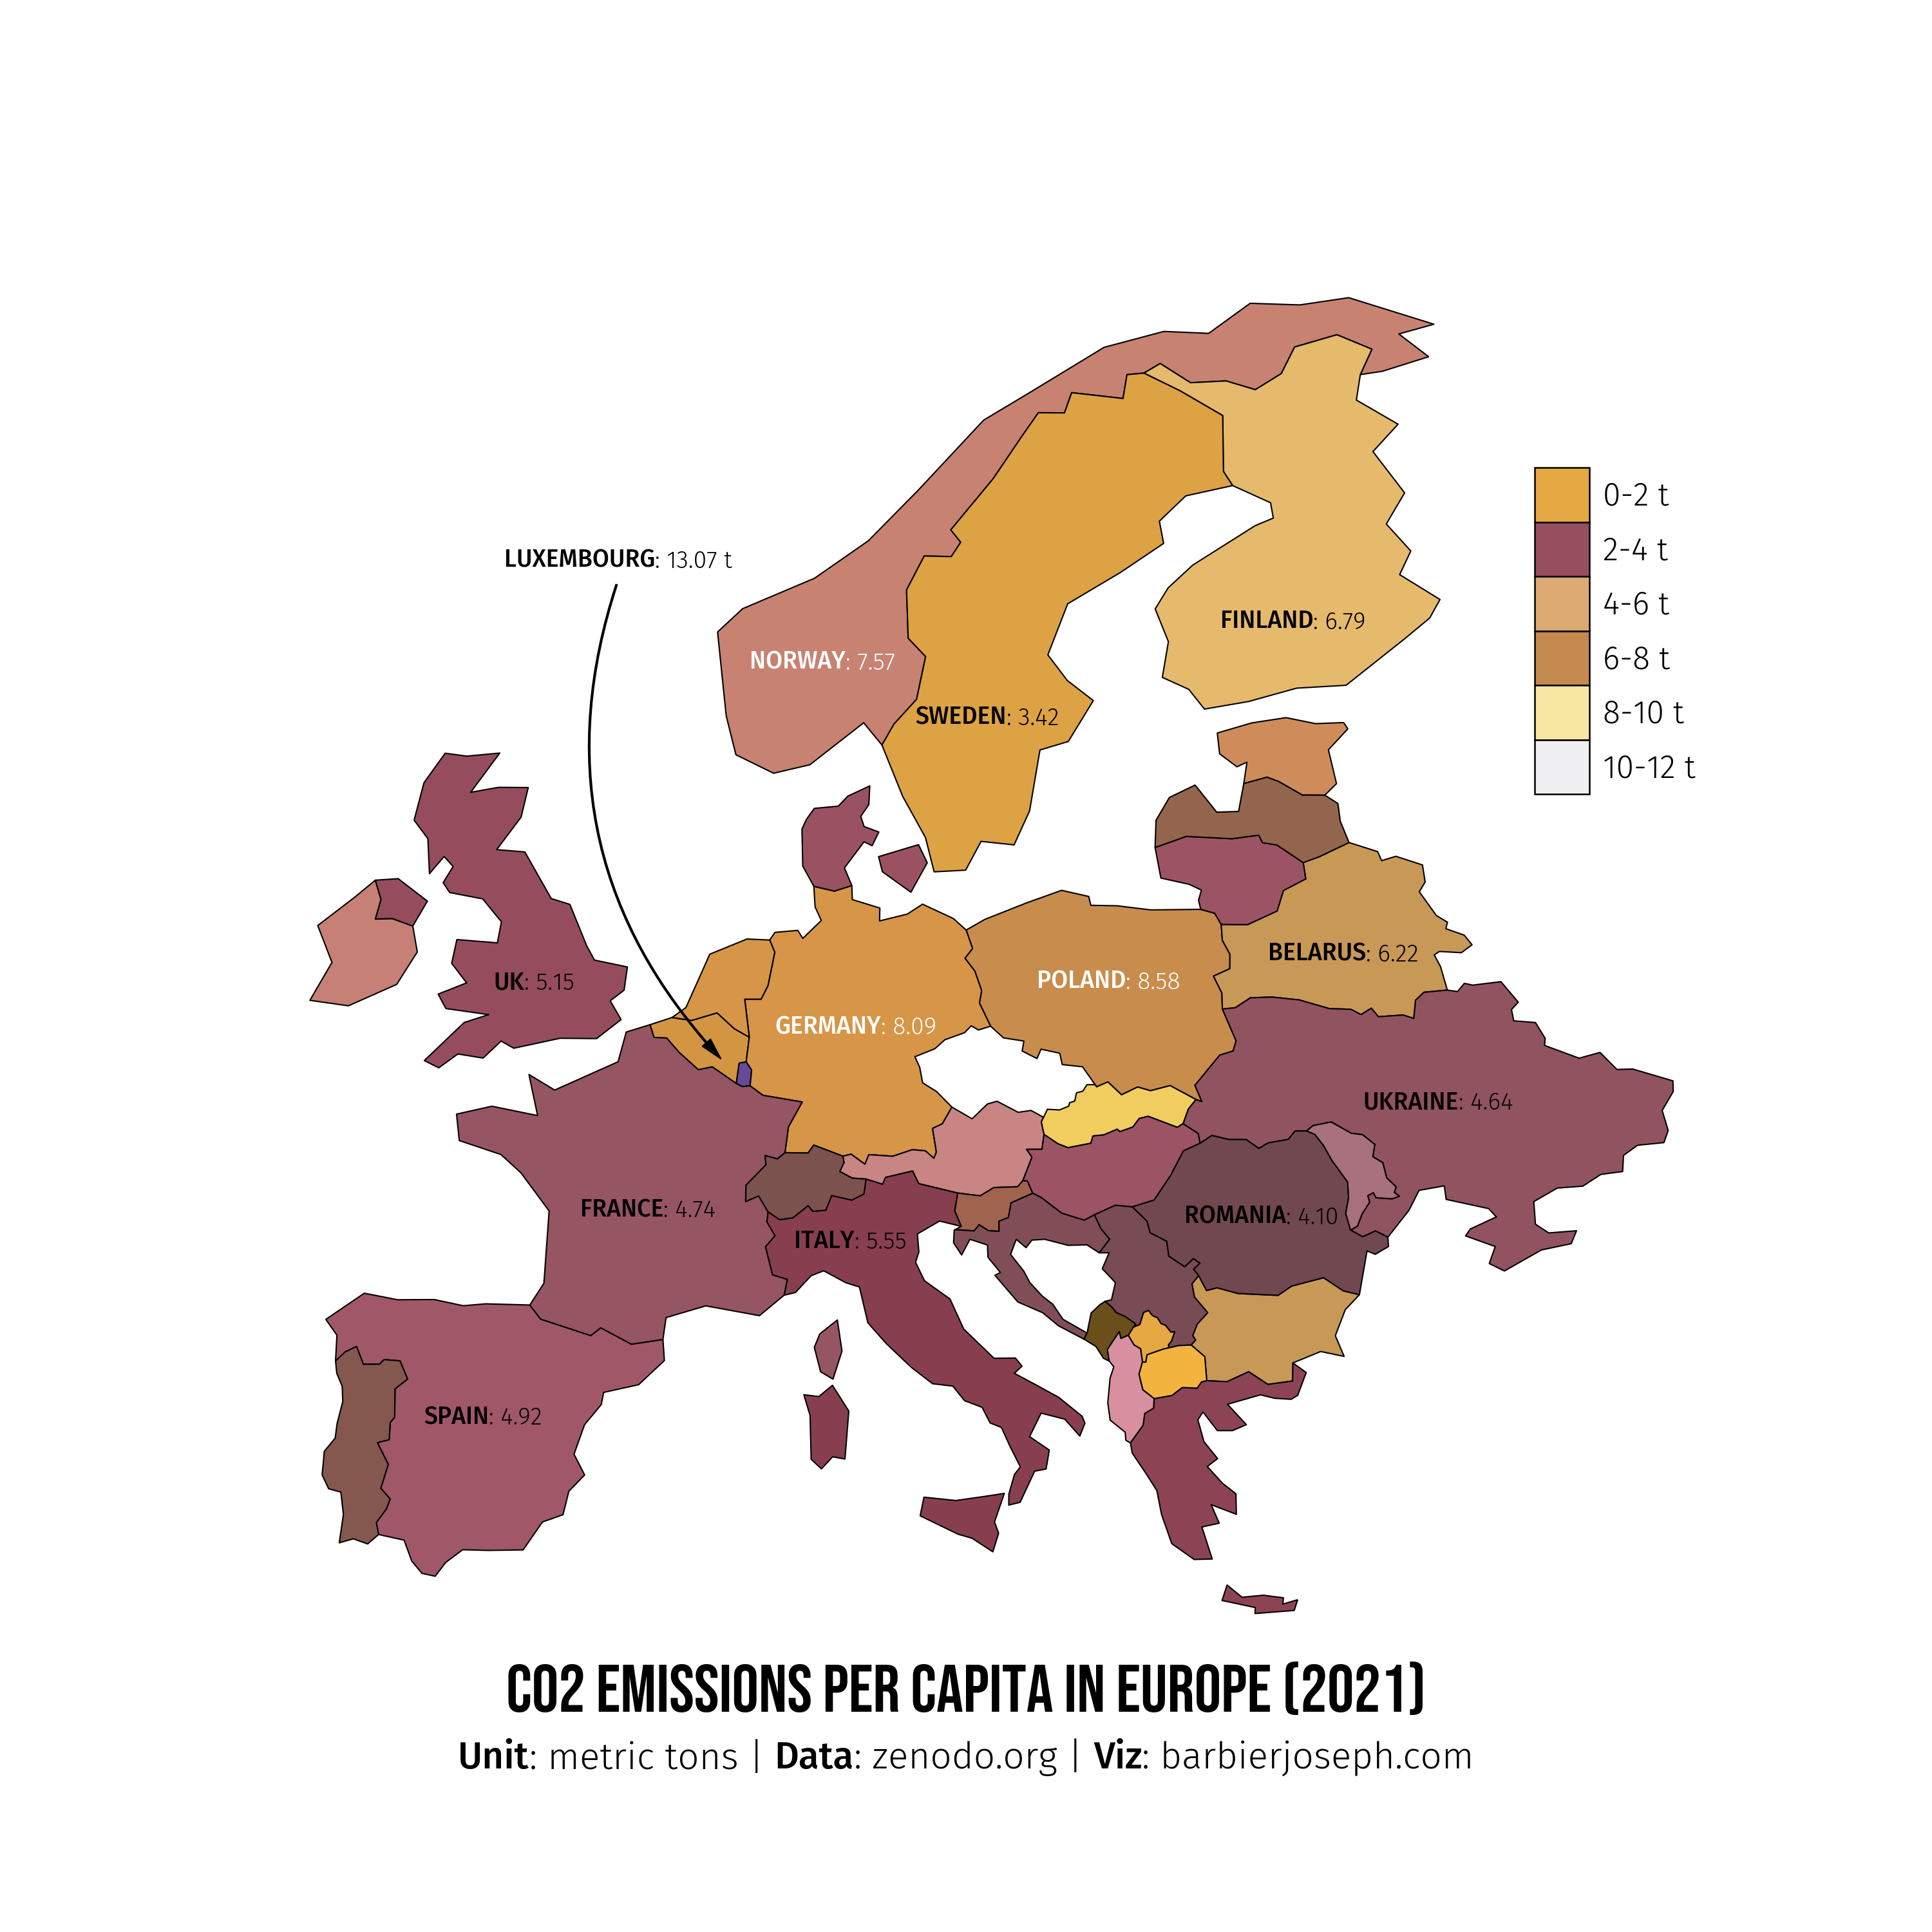 LUXEMBOURG: 13.07 t
NORWAY: 7.57
FINLAND: 6.79
SWEDEN: 3.42
0-2 t
2-4 t
4-6 t
6-8 t
8-10 t
10-12 t
UK: 5.15
BELARUS: 6.22
POLAND: 8.58
GERMANY: 8.09
UKRAINE: 4.64
FRANCE: 4.74
ROMANIA: 4.10
ITALY: 5.55
SPAIN: 4.92
CO2 EMISSIONS PER CAPITA IN EUROPE (2021)
Unit: metric tons | Data: zenodo.org | Viz: barbierjoseph.com